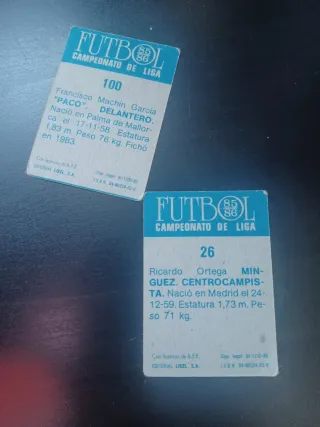 FUTBOL
85
86
CAMPEONATO DE LIGA
100
Francisco Machín García
"PACO". DELANTERO.
Nació en Palma de Mallor-
ca el 17-11-58. Estatura
1,83 m. Peso 76 kg. Fichó
en 1983.
EDITORIAL LISEL, S.A.
FUTBOL
85
86
CAMPEONATO DE LIGA
26
Ricardo Ortega MIN-
GUEZ. CENTROCAMPIS-
TA. Nació en Madrid el 24-
12-59. Estatura 1,73 m. Pe-
so 71 kg.
EDITORIAL LISEL, S.A.